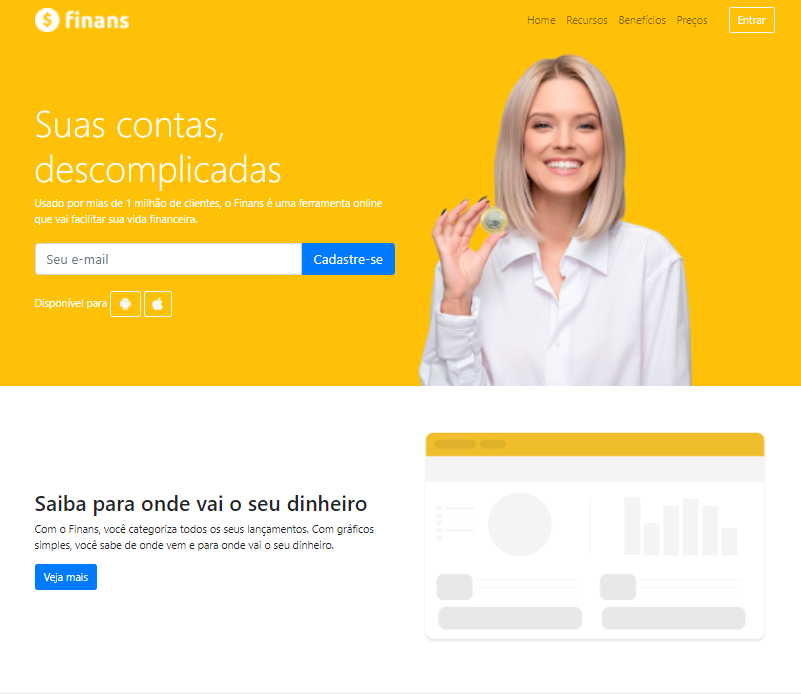 finans
Home Recursos Benefícios Preços Entrar
Suas contas,
descomplicadas
Usado por mias de 1 milhão de clientes, o Finans é uma ferramenta online
que vai facilitar sua vida financeira.
Seu e-mail Cadastre-se
Disponível para
Saiba para onde vai o seu dinheiro
Com o Finans, você categoriza todos os seus lançamentos. Com gráficos
simples, você sabe de onde vem e para onde vai o seu dinheiro.
Veja mais